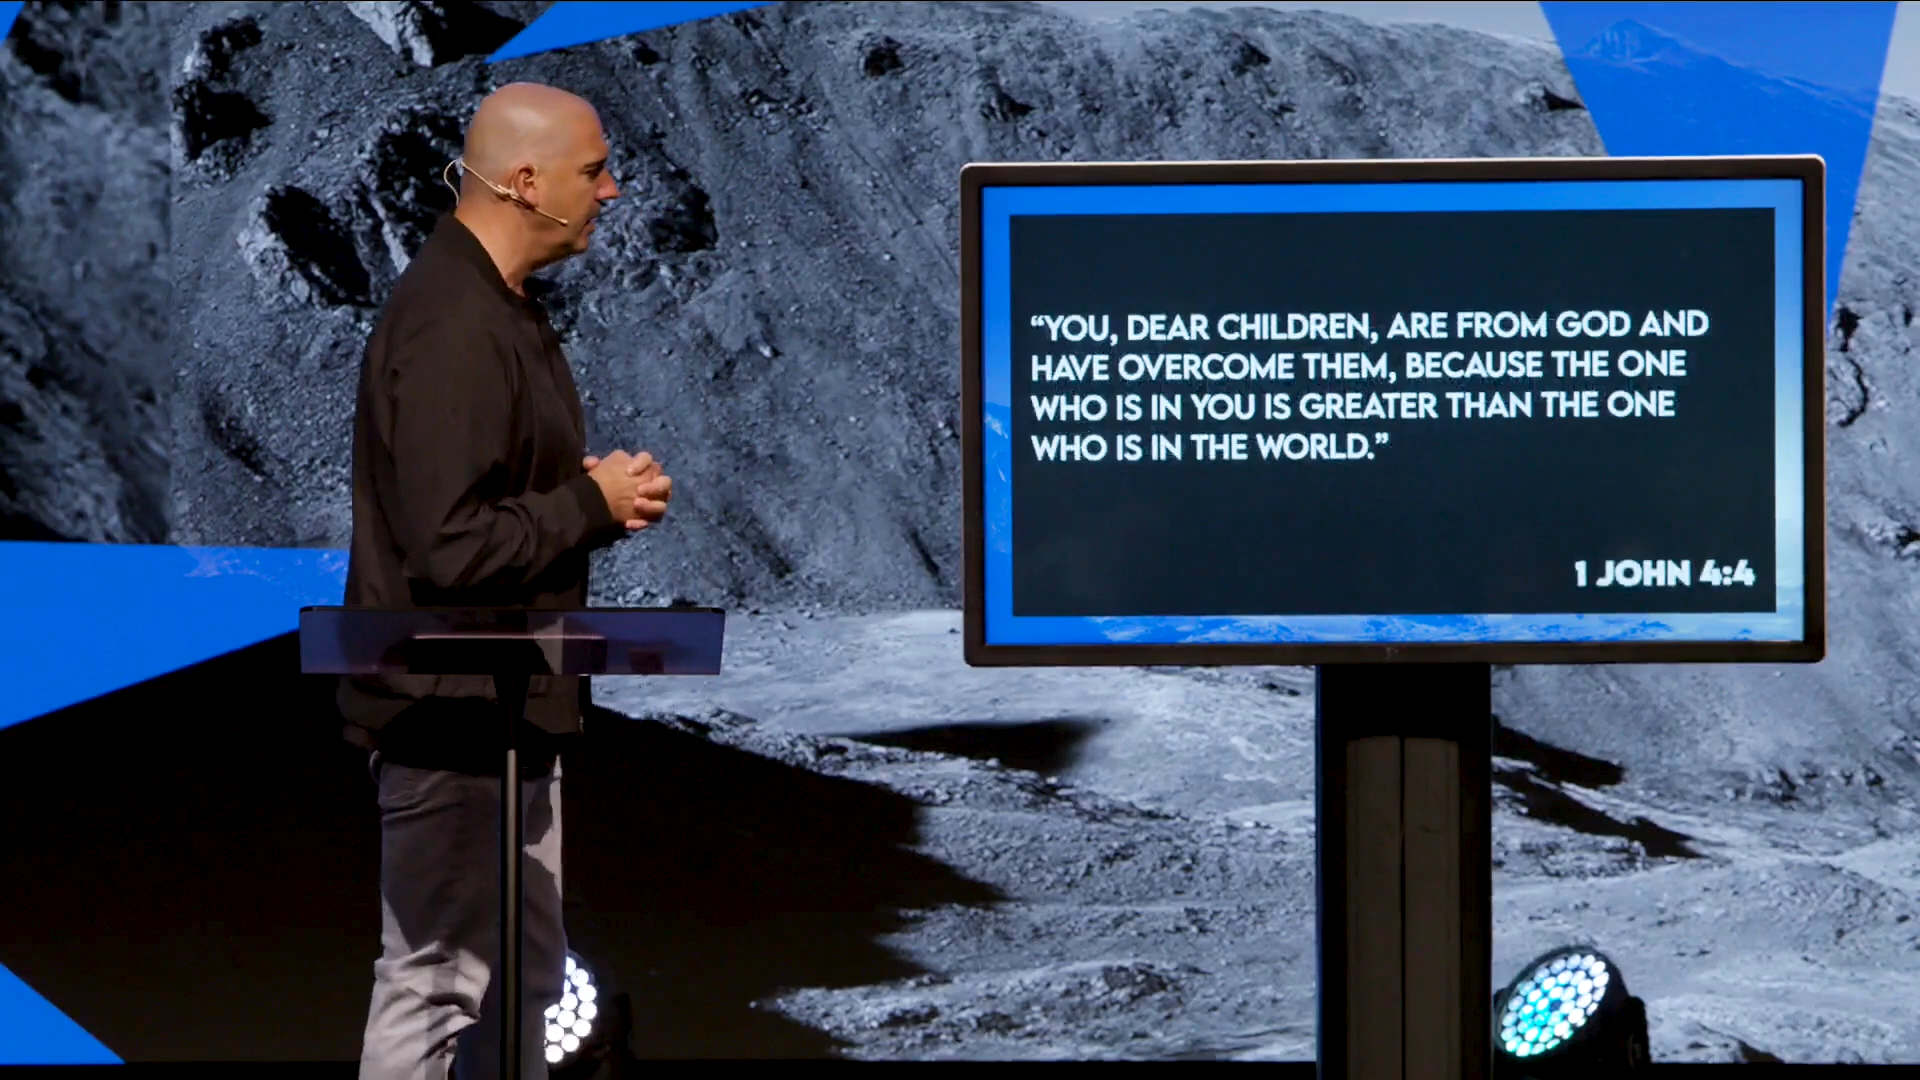 “YOU, DEAR CHILDREN, ARE FROM GOD AND
HAVE OVERCOME THEM, BECAUSE THE ONE
WHO IS IN YOU IS GREATER THAN THE ONE
WHO IS IN THE WORLD.”
1 JOHN 4:4